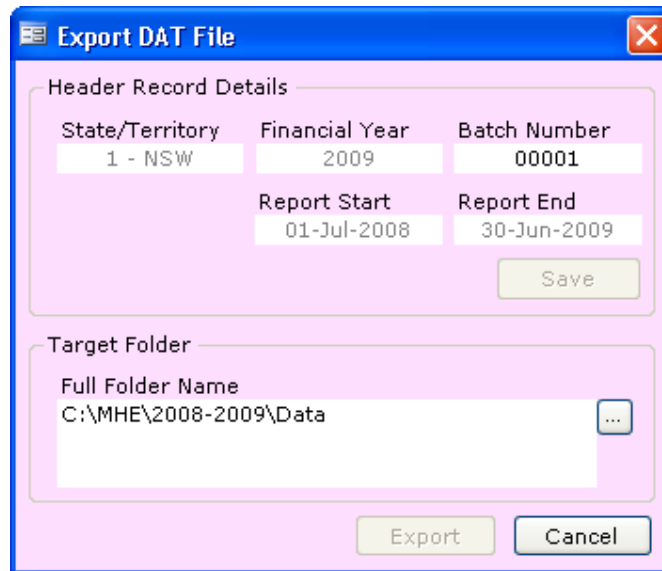 Export DAT File
Header Record Details
State/Territory Financial Year Batch Number
1 - NSW 2009 00001
Report Start Report End
01-Jul-2008 30-Jun-2009
Save
Target Folder
Full Folder Name
C:\MHE\2008-2009\Data ...
Export Cancel